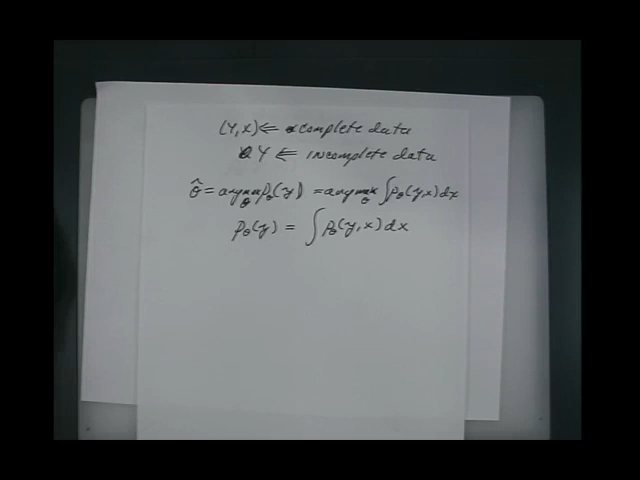 (Y,X) ⇐ complete data
Y ⇐ incomplete data
θ̂ = argmax_θ p_θ(y) = argmax_θ ∫ p_θ(y,x) dx
p_θ(y) = ∫ p_θ(y,x) dx